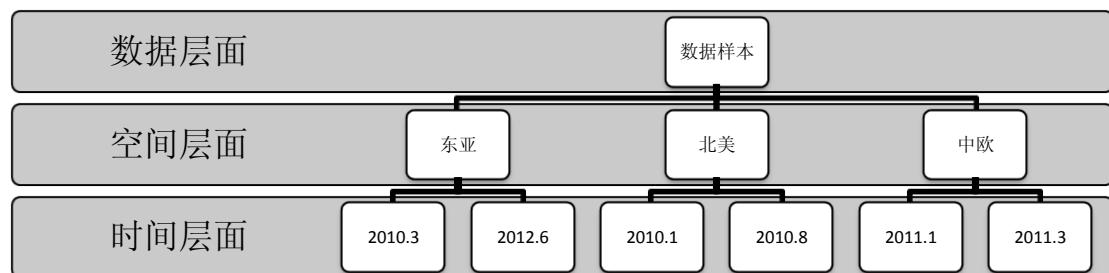 数据层面
数据样本
空间层面
东亚
北美
中欧
时间层面
2010.3
2012.6
2010.1
2010.8
2011.1
2011.3